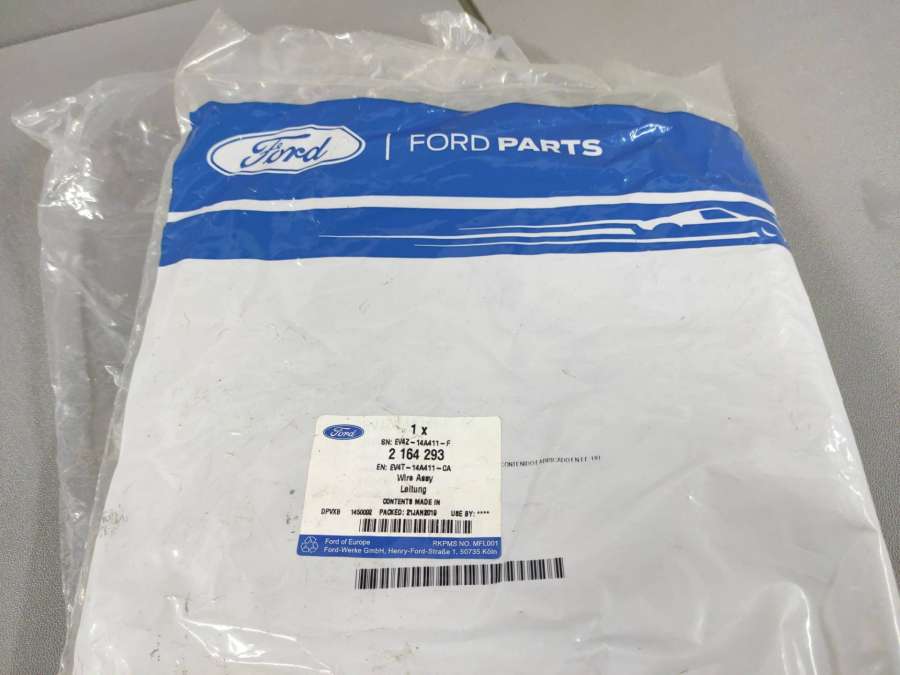 Ford | FORD PARTS
Ford
1 x
SN: EV4Z-14A411-F
2 164 293
EN: EV4T-14A411-CA
Wire Assy
Leitung
CONTENTS MADE IN
DPVXB 1450092 PACKED: 21JAN2019 USE BY: ****
Ford of Europe RKPMS NO. MFL001
Ford-Werke GmbH, Henry-Ford-Straße 1, 50735 Köln